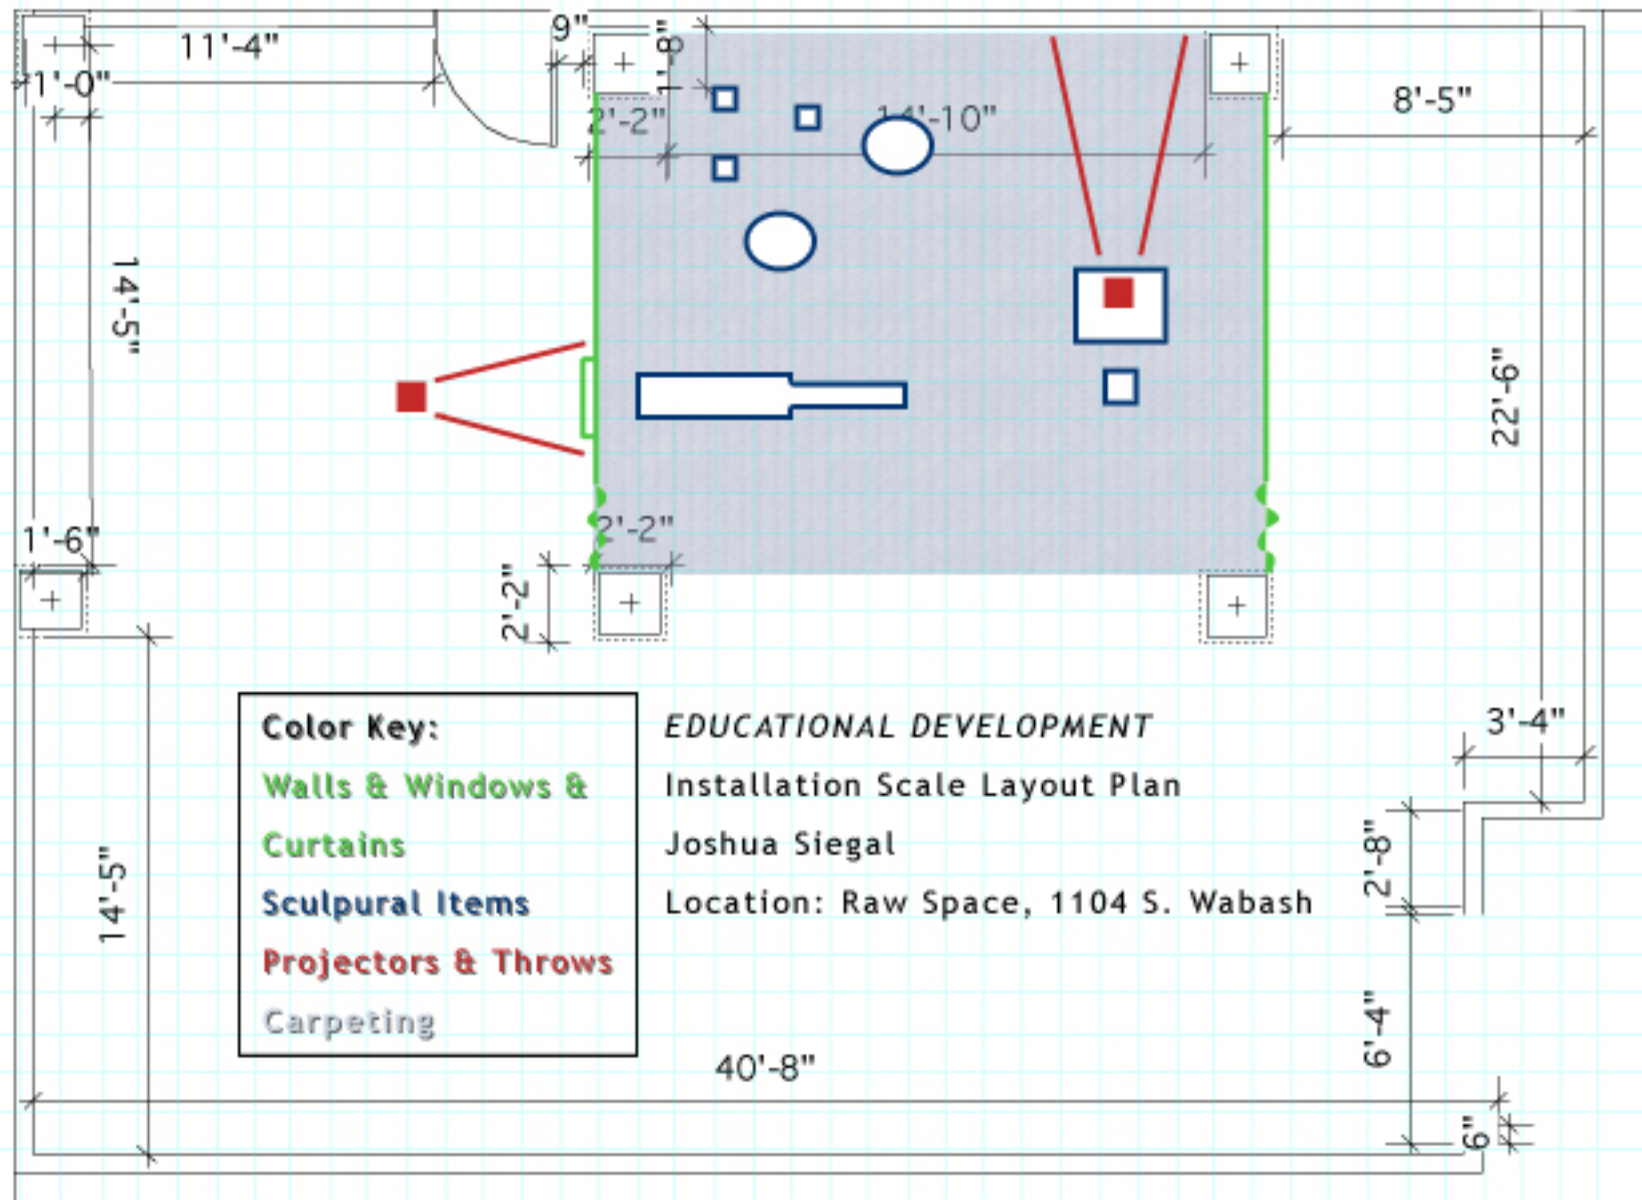 11'-4"
9"
1'-8"
1'-0"
8'-5"
2'-2"
14'-10"
14'-5"
22'-6"
1'-6"
2'-2"
2'-2"
Color Key:
Walls & Windows &
Curtains
Sculpural Items
Projectors & Throws
Carpeting
EDUCATIONAL DEVELOPMENT
Installation Scale Layout Plan
Joshua Siegal
Location: Raw Space, 1104 S. Wabash
3'-4"
2'-8"
14'-5"
6'-4"
40'-8"
6"